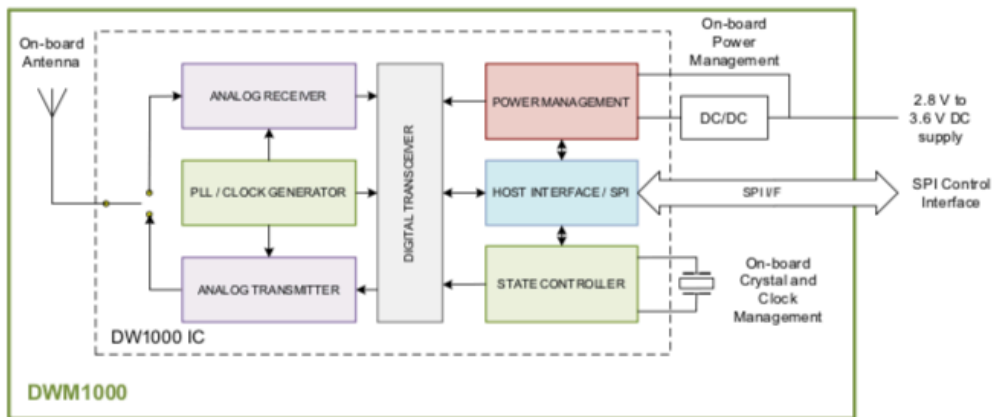 On-board
Antenna
ANALOG RECEIVER
PLL / CLOCK GENERATOR
ANALOG TRANSMITTER
DIGITAL TRANSCEIVER
POWER MANAGEMENT
HOST INTERFACE / SPI
STATE CONTROLLER
On-board
Power
Management
DC/DC
2.8 V to
3.6 V DC
supply
SPI I/F
SPI Control
Interface
On-board
Crystal and
Clock
Management
DW1000 IC
DWM1000